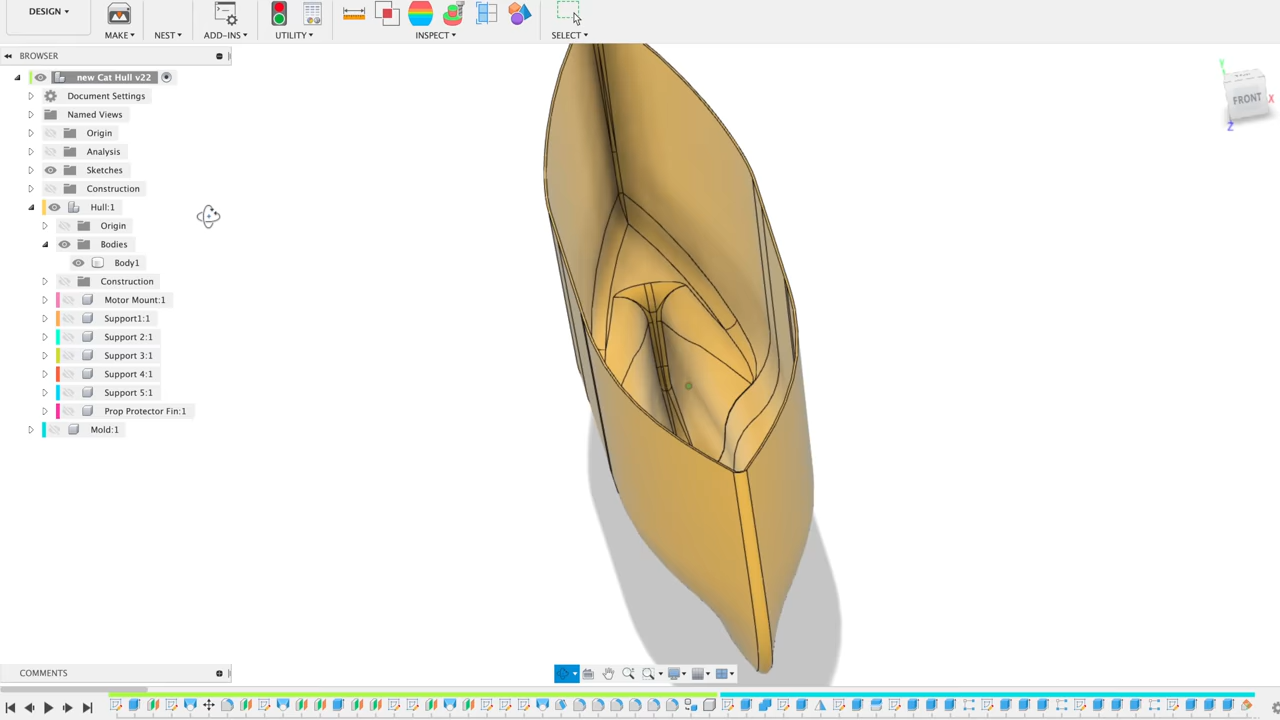 DESIGN
MAKE NEST ADD-INS UTILITY INSPECT SELECT
BROWSER
new Cat Hull v22
Document Settings
Named Views
Origin
Analysis
Sketches
Construction
Hull:1
Origin
Bodies
Body1
Construction
Motor Mount:1
Support1:1
Support 2:1
Support 3:1
Support 4:1
Support 5:1
Prop Protector Fin:1
Mold:1
Y
FRONT
X
Z
COMMENTS